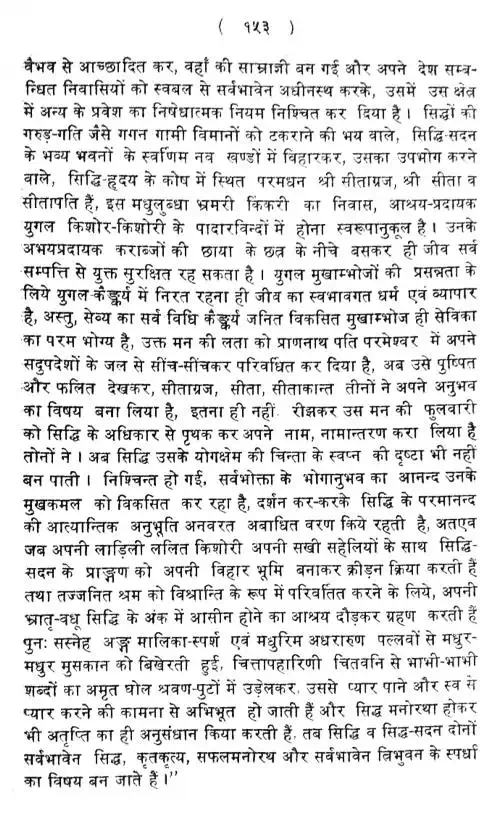 ( १५३ )
वैभव से आच्छादित कर, वहाँ की साम्राज्ञी बन गई और अपने देश सम्ब-
न्धित निवासियों को स्वबल से सर्वभावेन अधीनस्थ करके, उसमें उस क्षेत्र
में अन्य के प्रवेश का निषेधात्मक नियम निश्चित कर दिया है। सिद्धों की
गरुड़-गति जैसे गगन गामी विमानों को टकराने की भय वाले, सिद्धि-सदन
के भव्य भवनों के स्वर्णिम नव खण्डों में विहारकर, उसका उपभोग करने
वाले, सिद्धि-हृदय के कोष में स्थित परमधन श्री सीताग्रज, श्री सीता व
सीतापति हैं, इस मधुलुब्धा भ्रमरी किंकरी का निवास, आश्रय-प्रदायक
युगल किशोर-किशोरी के पादारविन्दों में होना स्वरूपानुकूल है। उनके
अभयप्रदायक कराब्जों की छाया के छत्र के नीचे बसकर ही जीव सर्व
सम्पत्ति से युक्त सुरक्षित रह सकता है। युगल मुखाम्भोजों की प्रसन्नता के
लिये युगल-कैङ्कर्य में निरत रहना ही जीव का स्वभावगत धर्म एवं व्यापार
है, अस्तु, सेव्य का सर्व विधि कैङ्कर्य जनित विकसित मुखाम्भोज ही सेविका
का परम भोग्य है, उक्त मन की लता को प्राणनाथ पति परमेश्वर में अपने
सदुपदेशों के जल से सींच-सींचकर परिवर्धित कर दिया है, अब उसे पुष्पित
और फलित देखकर, सीताग्रज, सीता, सीताकान्त तीनों ने अपने अनुभव
का विषय बना लिया है, इतना ही नहीं रीझकर उस मन की फुलवारी
को सिद्धि के अधिकार से पृथक कर अपने नाम, नामान्तरण करा लिया है
तीनों ने। अब सिद्धि उसके योगक्षेम की चिन्ता के स्वप्न की दृष्टा भी नहीं
बन पाती। निश्चिन्त हो गई, सर्वभोक्ता के भोगानुभव का आनन्द उनके
मुखकमल को विकसित कर रहा है, दर्शन कर-करके सिद्धि के परमानन्द
की आत्यान्तिक अनुभूति अनवरत अबाधित वरण किये रहती है, अतएव
जब अपनी लाड़िली ललित किशोरी अपनी सखी सहेलियों के साथ सिद्धि-
सदन के प्राङ्गण को अपनी विहार भूमि बनाकर क्रीड़न क्रिया करती हैं
तथा तज्जनित श्रम को विश्रान्ति के रूप में परिवर्तित करने के लिये, अपनी
भ्रातृ-वधू सिद्धि के अंक में आसीन होने का आश्रय दौड़कर ग्रहण करती हैं
पुनः सस्नेह अङ्ग मालिका-स्पर्श एवं मधुरिम अधरारुण पल्लवों से मधुर-
मधुर मुसकान को बिखेरती हुई, चित्तापहारिणी चितवनि से भाभी-भाभी
शब्दों का अमृत घोल श्रवण-पुटों में उड़ेलकर, उससे प्यार पाने और स्व से
प्यार करने की कामना से अभिभूत हो जाती हैं और सिद्ध मनोरथा होकर
भी अतृप्ति का ही अनुसंधान किया करती हैं, तब सिद्धि व सिद्ध-सदन दोनों
सर्वभावेन सिद्ध, कृतकृत्य, सफलमनोरथ और सर्वभावेन त्रिभुवन के स्पर्धा
का विषय बन जाते हैं।”